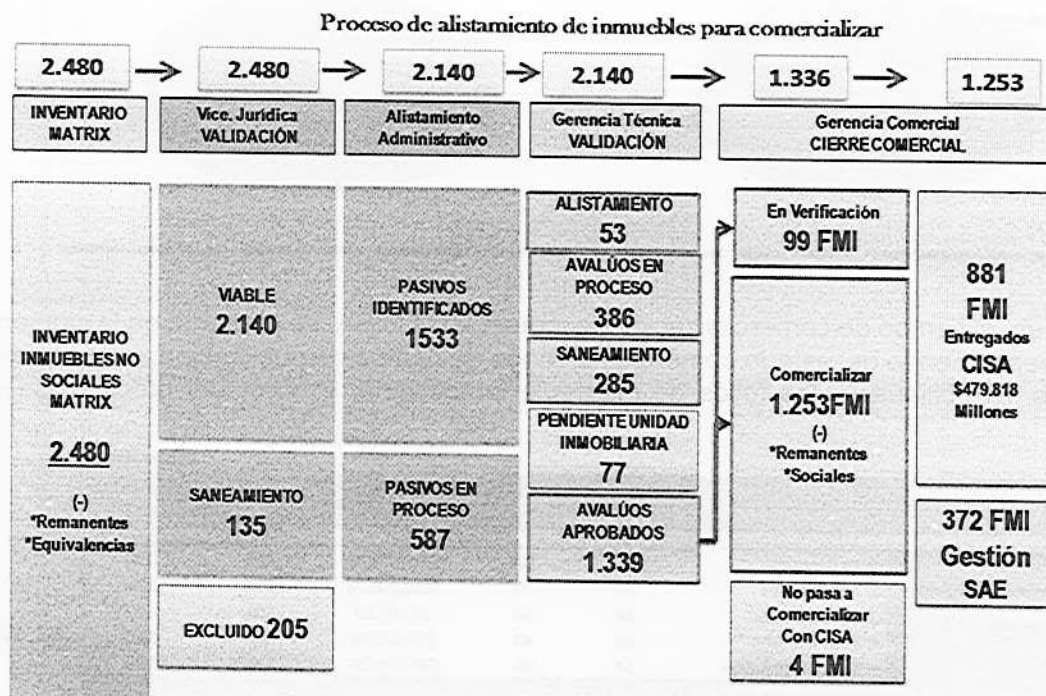 Proceso de alistamiento de inmuebles para comercializar
2.480
2.480
2.140
2.140
1.336
1.253
INVENTARIO
MATRIX
Vice. Jurídica
VALIDACIÓN
Alistamiento
Administrativo
Gerencia Técnica
VALIDACIÓN
Gerencia Comercial
CIERRE COMERCIAL
INVENTARIO
INMUEBLES NO
SOCIALES
MATRIX
2.480
(-)
*Remanentes
*Equivalencias
VIABLE
2.140
SANEAMIENTO
135
EXCLUIDO 205
PASIVOS
IDENTIFICADOS
1533
PASIVOS EN
PROCESO
587
ALISTAMIENTO
53
AVALÚOS EN
PROCESO
386
SANEAMIENTO
285
PENDIENTE UNIDAD
INMOBILIARIA
77
AVALÚOS
APROBADOS
1.339
En Verificación
99 FMI
Comercializar
1.253FMI
(-)
*Remanentes
*Sociales
No pasa a
Comercializar
Con CISA
4 FMI
881
FMI
Entregados
CISA
$479.818
Millones
372 FMI
Gestión
SAE